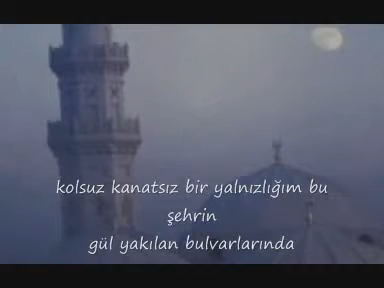 kolsuz kanatsız bir yalnızlığım bu
şehrin
gül yakılan bulvarlarında